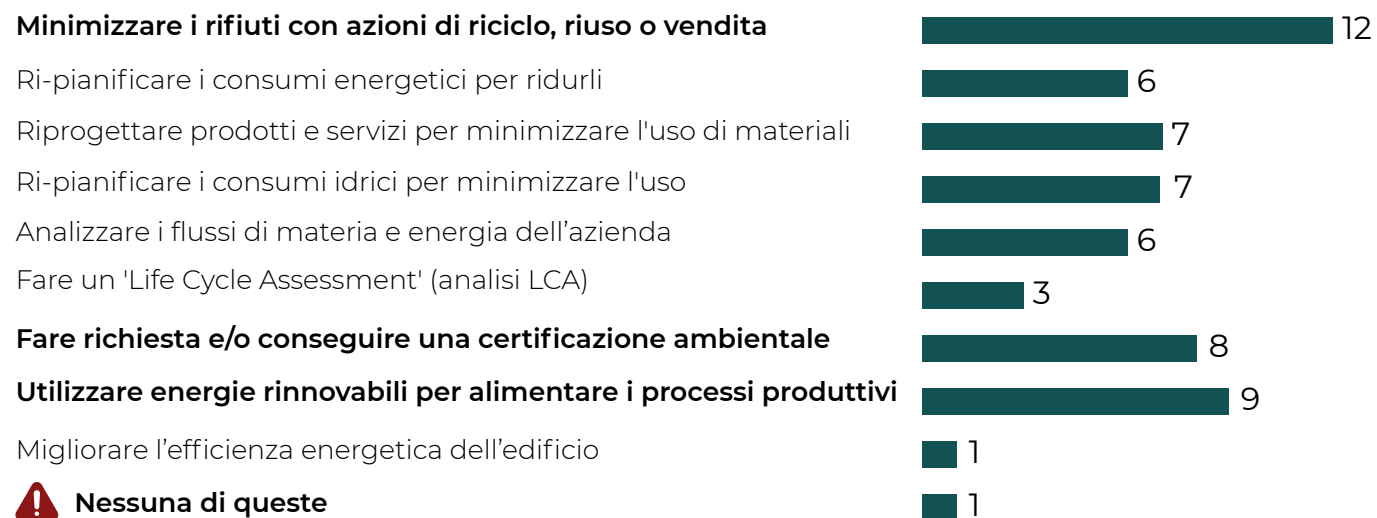 Minimizzare i rifiuti con azioni di riciclo, riuso o vendita 12
Ri-pianificare i consumi energetici per ridurli 6
Riprogettare prodotti e servizi per minimizzare l'uso di materiali 7
Ri-pianificare i consumi idrici per minimizzare l'uso 7
Analizzare i flussi di materia e energia dell’azienda 6
Fare un 'Life Cycle Assessment' (analisi LCA) 3
Fare richiesta e/o conseguire una certificazione ambientale 8
Utilizzare energie rinnovabili per alimentare i processi produttivi 9
Migliorare l’efficienza energetica dell’edificio 1
Nessuna di queste 1